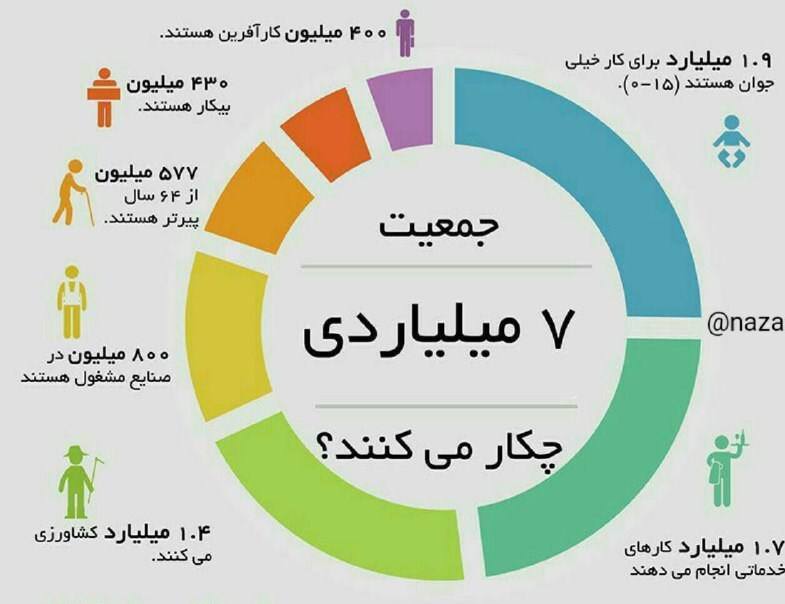 ۴۰۰ میلیون کارآفرین هستند.
۱.۹ میلیارد برای کار خیلی
جوان هستند (۱۵-۰).
۴۳۰ میلیون
بیکار هستند.
۵۷۷ میلیون
از ۶۴ سال
پیرتر هستند.
جمعیت
۷ میلیاردی
چکار می کنند؟
@naza
۸۰۰ میلیون در
صنایع مشغول هستند
۱.۴ میلیارد کشاورزی
می کنند.
۱.۷ میلیارد کارهای
خدماتی انجام می دهند